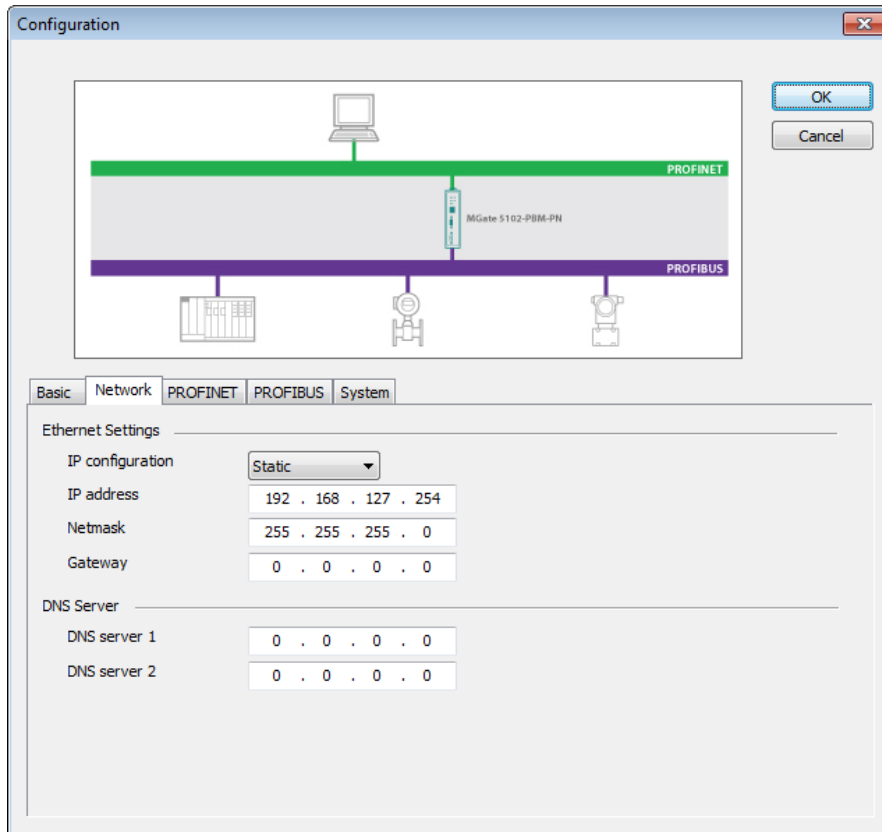 Configuration
OK
Cancel
PROFINET
MGate 5102-PBM-PN
PROFIBUS
Basic Network PROFINET PROFIBUS System
Ethernet Settings
IP configuration Static
IP address 192 . 168 . 127 . 254
Netmask 255 . 255 . 255 . 0
Gateway 0 . 0 . 0 . 0
DNS Server
DNS server 1 0 . 0 . 0 . 0
DNS server 2 0 . 0 . 0 . 0